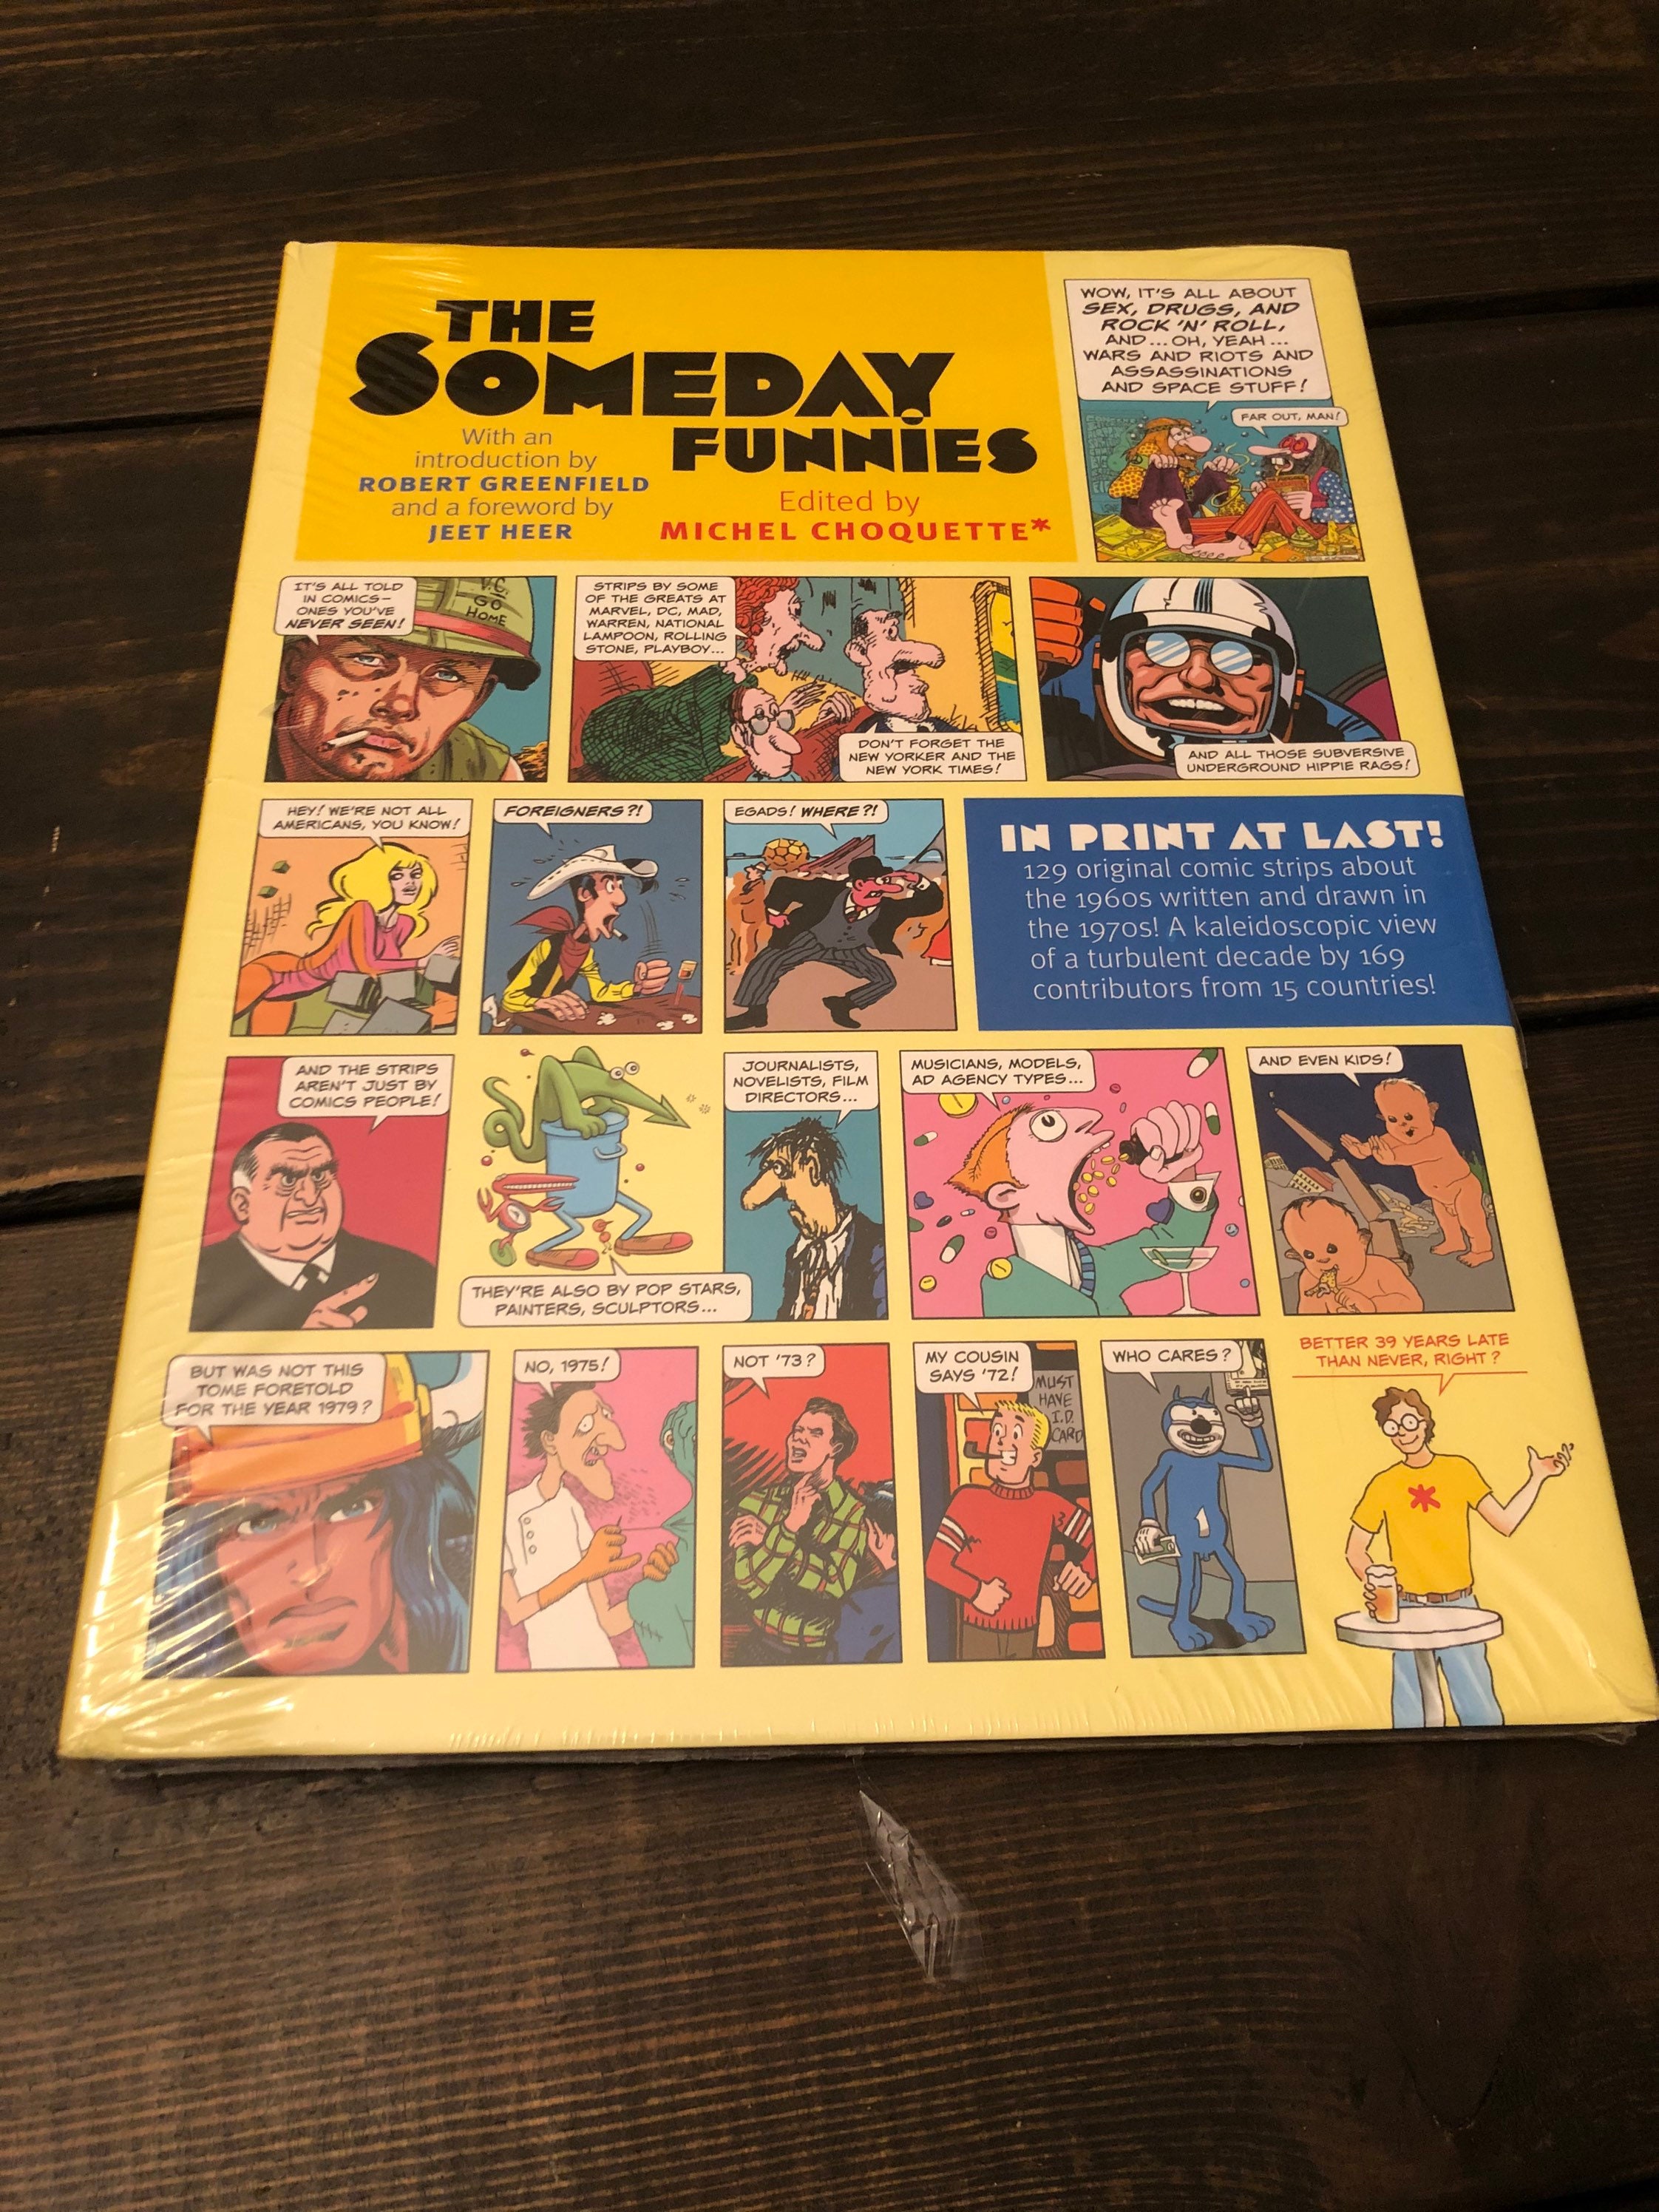 THE
SOMEDAY
FUNNIES
With an
introduction by
ROBERT GREENFIELD
and a foreword by
JEET HEER
Edited by
MICHEL CHOQUETTE*
WOW, IT'S ALL ABOUT
SEX, DRUGS, AND
ROCK 'N' ROLL,
AND...OH, YEAH...
WARS AND RIOTS AND
ASSASSINATIONS
AND SPACE STUFF!
FAR OUT, MAN!
IT'S ALL TOLD
IN COMICS—
ONES YOU'VE
NEVER SEEN!
V.C.
GO
HOME
STRIPS BY SOME
OF THE GREATS AT
MARVEL, DC, MAD,
WARREN, NATIONAL
LAMPOON, ROLLING
STONE, PLAYBOY...
DON'T FORGET THE
NEW YORKER AND THE
NEW YORK TIMES!
AND ALL THOSE SUBVERSIVE
UNDERGROUND HIPPIE RAGS!
HEY! WE'RE NOT ALL
AMERICANS, YOU KNOW!
FOREIGNERS?!
EGADS! WHERE?!
IN PRINT AT LAST!
129 original comic strips about
the 1960s written and drawn in
the 1970s! A kaleidoscopic view
of a turbulent decade by 169
contributors from 15 countries!
AND THE STRIPS
AREN'T JUST BY
COMICS PEOPLE!
THEY'RE ALSO BY POP STARS,
PAINTERS, SCULPTORS...
JOURNALISTS,
NOVELISTS, FILM
DIRECTORS...
MUSICIANS, MODELS,
AD AGENCY TYPES...
AND EVEN KIDS!
BUT WAS NOT THIS
TOME FORETOLD
FOR THE YEAR 1979?
NO, 1975!
NOT '73?
MY COUSIN
SAYS '72!
MUST
HAVE
I.D.
CARD
WHO CARES?
BETTER 39 YEARS LATE
THAN NEVER, RIGHT?